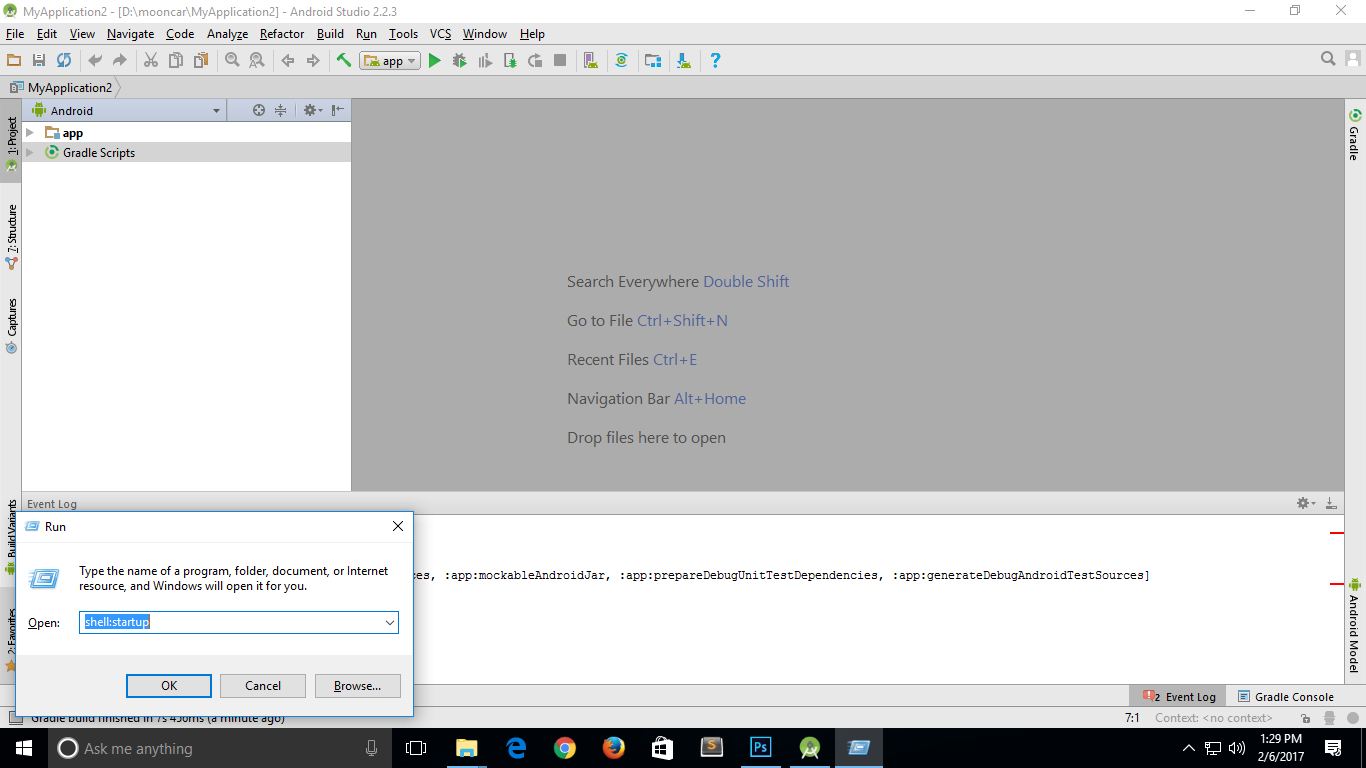 MyApplication2 - [D:\mooncar\MyApplication2] - Android Studio 2.2.3
File Edit View Navigate Code Analyze Refactor Build Run Tools VCS Window Help
app
MyApplication2
Android
1: Project
app
Gradle Scripts
7: Structure
Captures
Build Variants
2: Favorites
Gradle
Android Model
Search Everywhere Double Shift
Go to File Ctrl+Shift+N
Recent Files Ctrl+E
Navigation Bar Alt+Home
Drop files here to open
Event Log
:app:mockableAndroidJar, :app:prepareDebugUnitTestDependencies, :app:generateDebugAndroidTestSources]
Run
Type the name of a program, folder, document, or Internet
resource, and Windows will open it for you.
Open: shell:startup
OK Cancel Browse...
2 Event Log Gradle Console
Gradle build finished in 7s 456ms (a minute ago)
7:1 Context: <no context>
Ask me anything
S
Ps
1:29 PM
2/6/2017